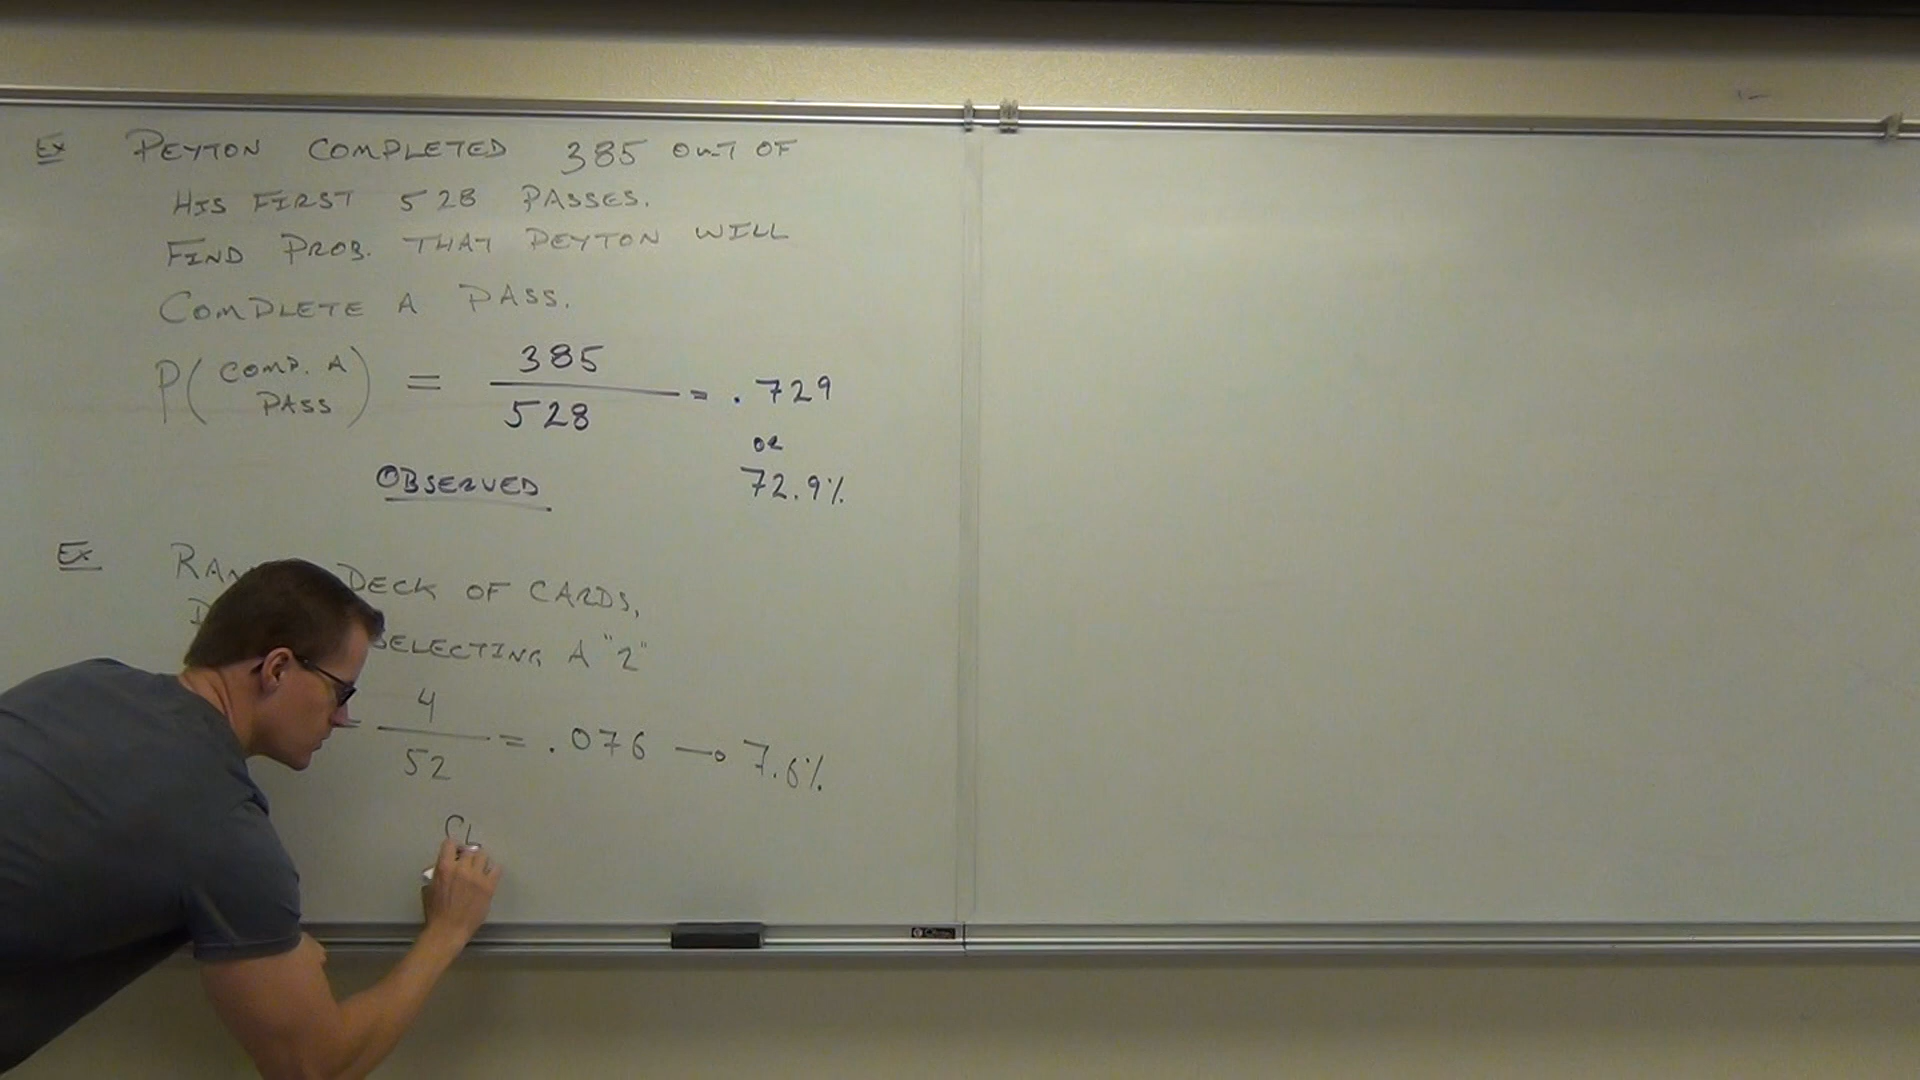 Ex PEYTON COMPLETED 385 OUT OF
HIS FIRST 528 PASSES.
FIND PROB. THAT PEYTON WILL
COMPLETE A PASS.
P(COMP. A PASS) = 385/528 = .729
or
OBSERVED 72.9%
Ex DECK OF CARDS,
SELECTING A "2"
= 4/52 = .076 → 7.6%
CL